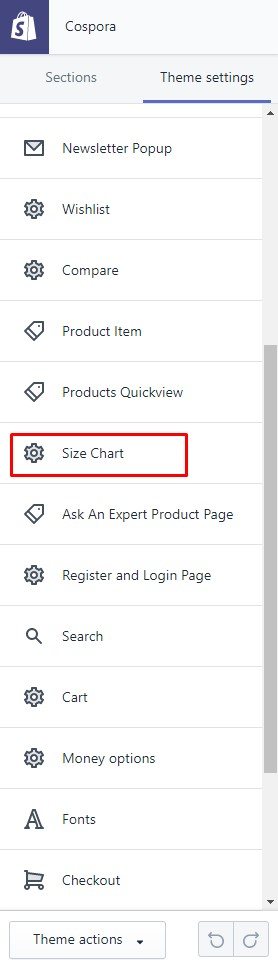 Cospora
Sections
Theme settings
Newsletter Popup
Wishlist
Compare
Product Item
Products Quickview
Size Chart
Ask An Expert Product Page
Register and Login Page
Search
Cart
Money options
Fonts
Checkout
Theme actions